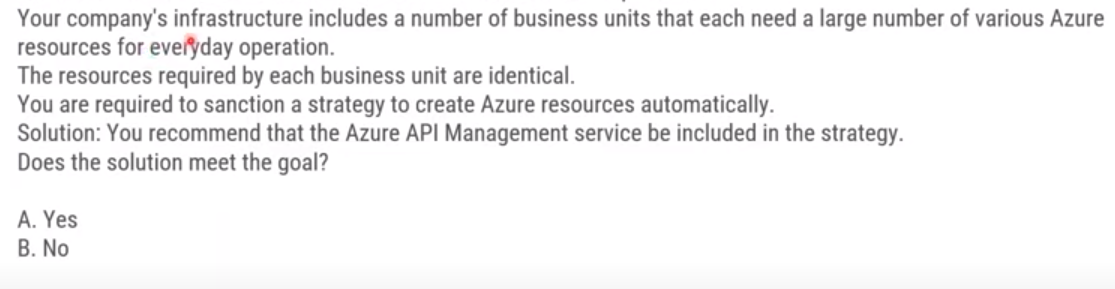 Your company's infrastructure includes a number of business units that each need a large number of various Azure
resources for everyday operation.
The resources required by each business unit are identical.
You are required to sanction a strategy to create Azure resources automatically.
Solution: You recommend that the Azure API Management service be included in the strategy.
Does the solution meet the goal?
A. Yes
B. No